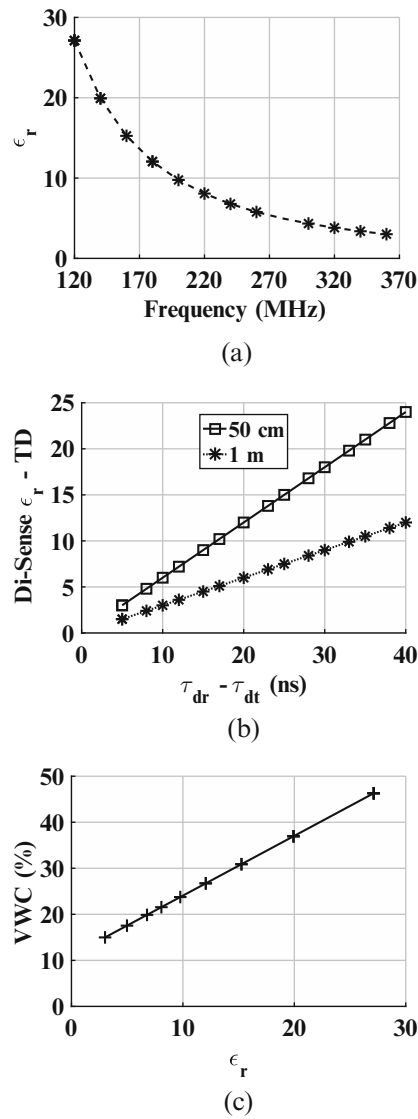 30
20
10
0
ϵr
120 170 220 270 320 370
Frequency (MHz)
(a)
25
20
15
10
5
0
Di-Sense ϵr - TD
50 cm
1 m
0 10 20 30 40
τdr - τdt (ns)
(b)
50
40
30
20
10
0
VWC (%)
0 10 20 30
ϵr
(c)